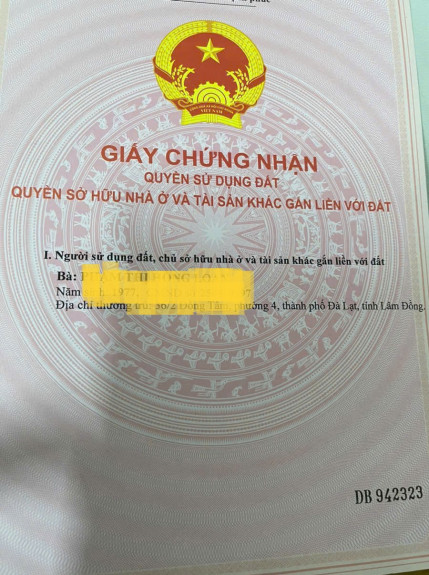 GIẤY CHỨNG NHẬN
QUYỀN SỬ DỤNG ĐẤT
QUYỀN SỞ HỮU NHÀ Ở VÀ TÀI SẢN KHÁC GẮN LIỀN VỚI ĐẤT
I. Người sử dụng đất, chủ sở hữu nhà ở và tài sản khác gắn liền với đất
Bà:
Năm
Địa chỉ thường phường 4, thành phố Đà Lạt, tỉnh Lâm Đồng.
DB 942323